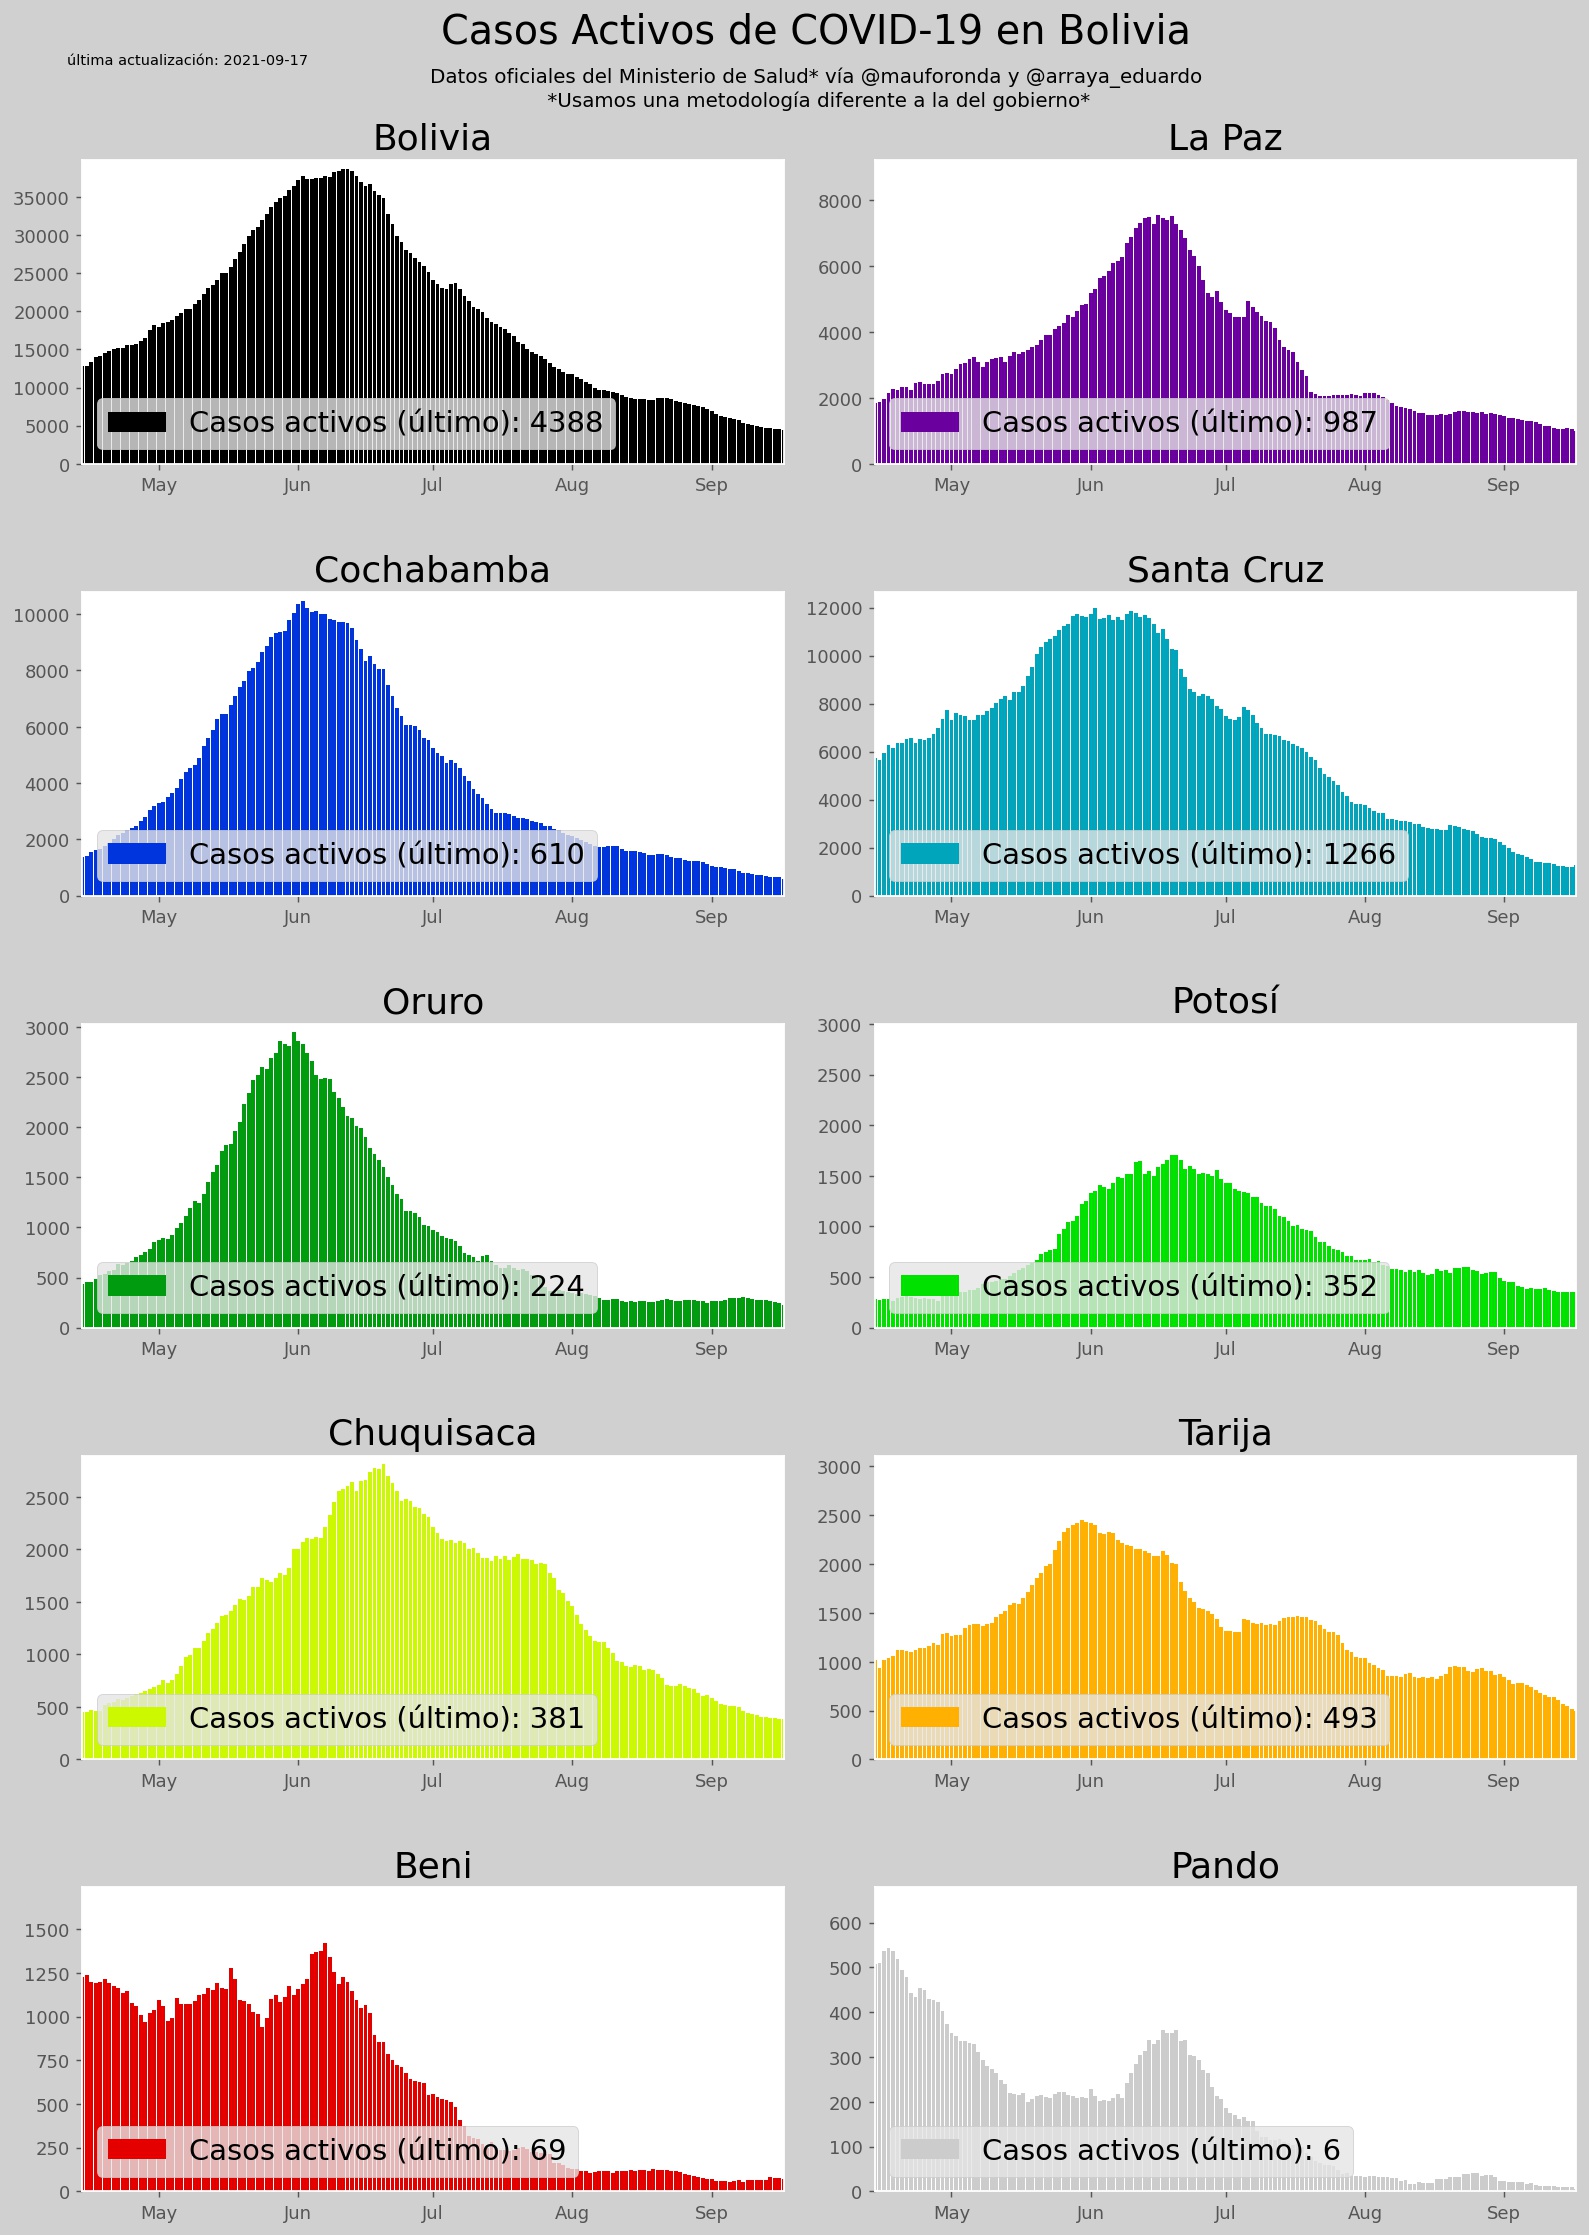 Casos Activos de COVID-19 en Bolivia
última actualización: 2021-09-17
Datos oficiales del Ministerio de Salud* vía @mauforonda y @arraya_eduardo
*Usamos una metodología diferente a la del gobierno*
Bolivia
35000
30000
25000
20000
15000
10000
5000
0
Casos activos (último): 4388
May Jun Jul Aug Sep
La Paz
8000
6000
4000
2000
0
Casos activos (último): 987
May Jun Jul Aug Sep
Cochabamba
10000
8000
6000
4000
2000
0
Casos activos (último): 610
May Jun Jul Aug Sep
Santa Cruz
12000
10000
8000
6000
4000
2000
0
Casos activos (último): 1266
May Jun Jul Aug Sep
Oruro
3000
2500
2000
1500
1000
500
0
Casos activos (último): 224
May Jun Jul Aug Sep
Potosí
3000
2500
2000
1500
1000
500
0
Casos activos (último): 352
May Jun Jul Aug Sep
Chuquisaca
2500
2000
1500
1000
500
0
Casos activos (último): 381
May Jun Jul Aug Sep
Tarija
3000
2500
2000
1500
1000
500
0
Casos activos (último): 493
May Jun Jul Aug Sep
Beni
1500
1250
1000
750
500
250
0
Casos activos (último): 69
May Jun Jul Aug Sep
Pando
600
500
400
300
200
100
0
Casos activos (último): 6
May Jun Jul Aug Sep